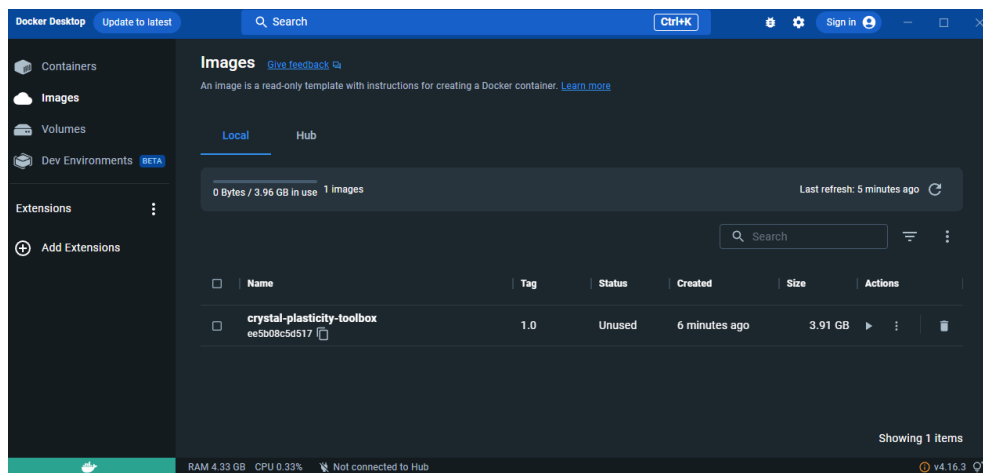 Docker Desktop Update to latest Search Ctrl+K Sign in
Containers
Images
Volumes
Dev Environments BETA
Extensions
Add Extensions
Images Give feedback
An image is a read-only template with instructions for creating a Docker container. Learn more
Local Hub
0 Bytes / 3.96 GB in use 1 images Last refresh: 5 minutes ago
Search
Name Tag Status Created Size Actions
crystal-plasticity-toolbox 1.0 Unused 6 minutes ago 3.91 GB
ee5b08c5d517
Showing 1 items
RAM 4.33 GB CPU 0.33% Not connected to Hub v4.16.3